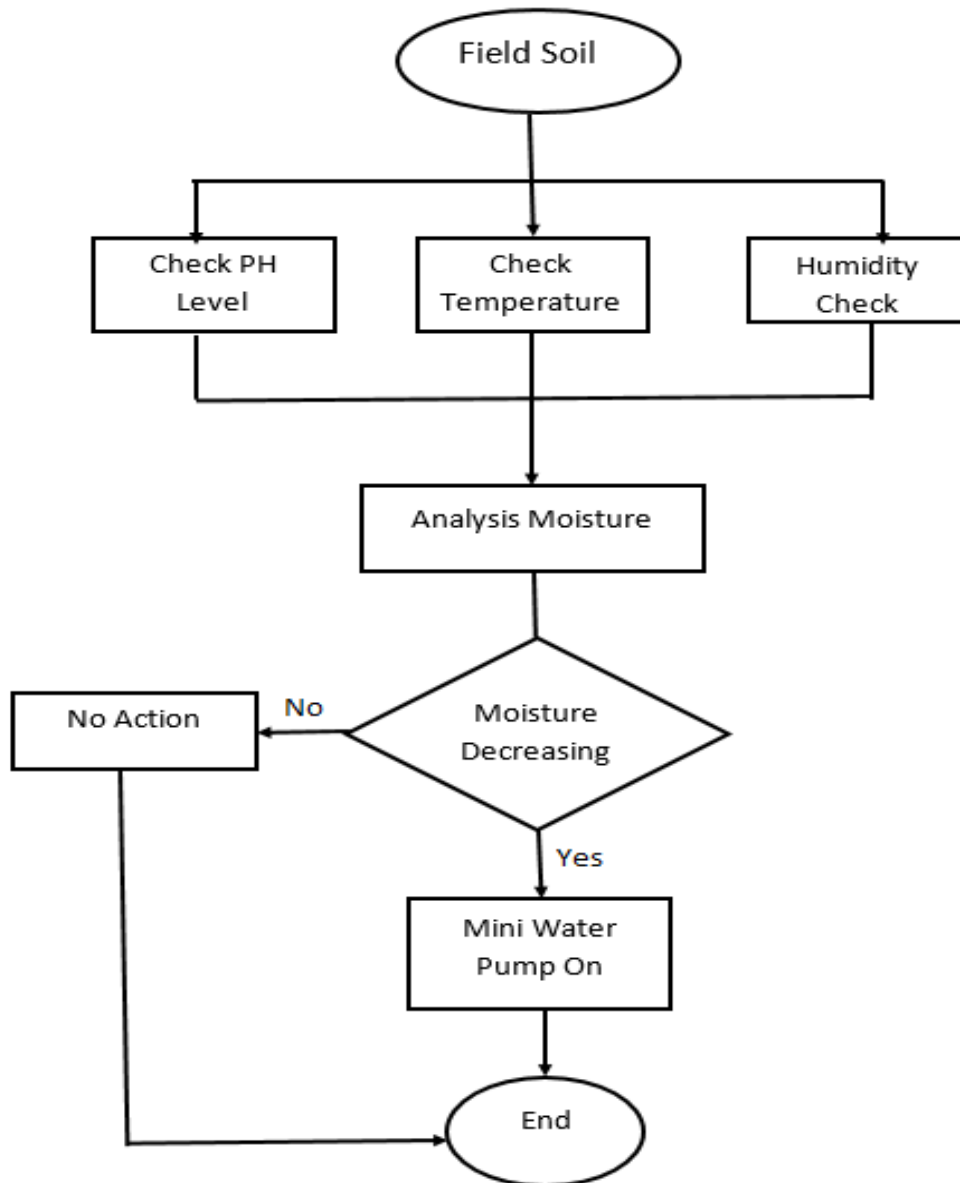 Field Soil
Check PH
Level
Check
Temperature
Humidity
Check
Analysis Moisture
No Action
No
Moisture
Decreasing
Yes
Mini Water
Pump On
End